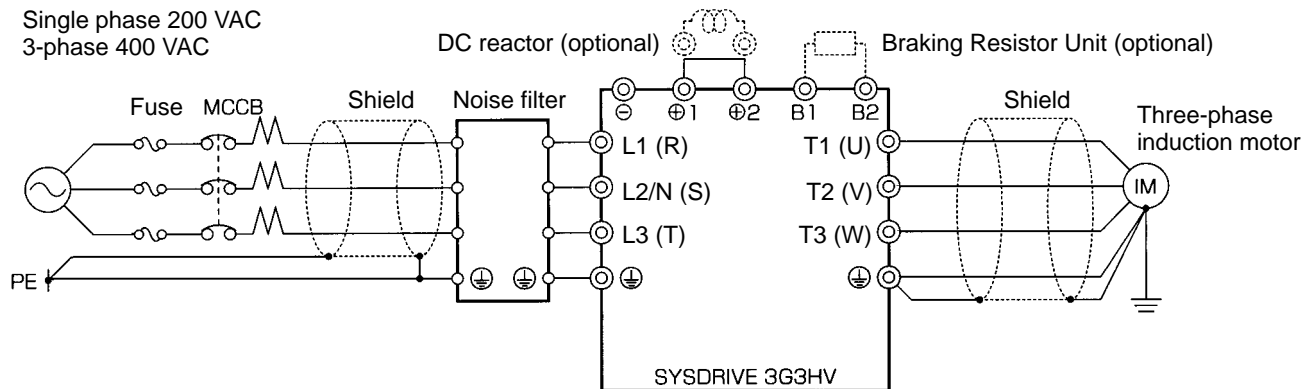 Single phase 200 VAC
3-phase 400 VAC
DC reactor (optional)
Braking Resistor Unit (optional)
Fuse
MCCB
Shield
Noise filter
⊖
⊕1
⊕2
B1
B2
Shield
Three-phase
induction motor
L1 (R)
T1 (U)
L2/N (S)
T2 (V)
IM
L3 (T)
T3 (W)
PE
SYSDRIVE 3G3HV